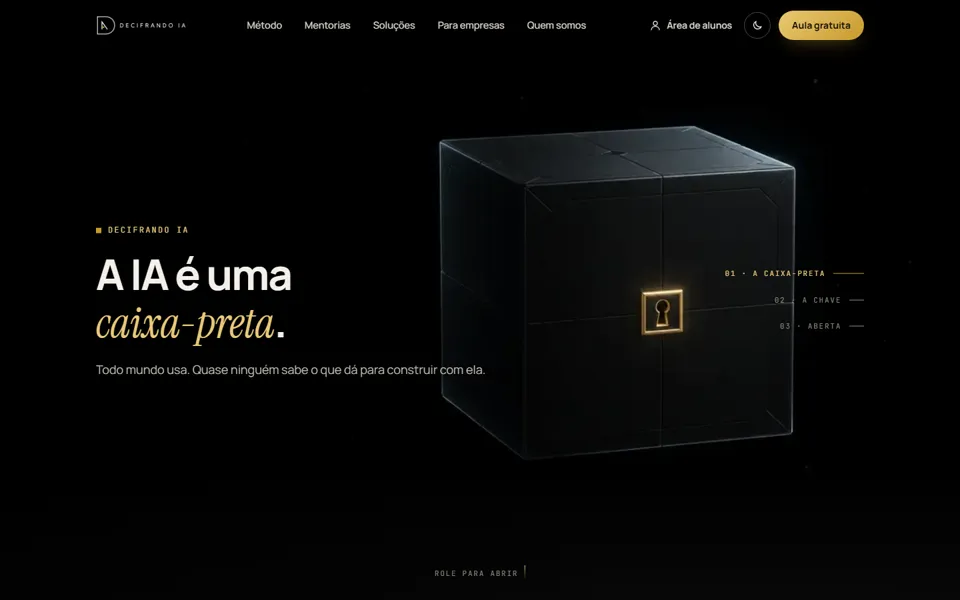 DECIFRANDO IA
Método
Mentorias
Soluções
Para empresas
Quem somos
Área de alunos
Aula gratuita
DECIFRANDO IA
A IA é uma
caixa-preta.
Todo mundo usa. Quase ninguém sabe o que dá para construir com ela.
01 · A CAIXA-PRETA
02 · A CHAVE
03 · ABERTA
ROLE PARA ABRIR